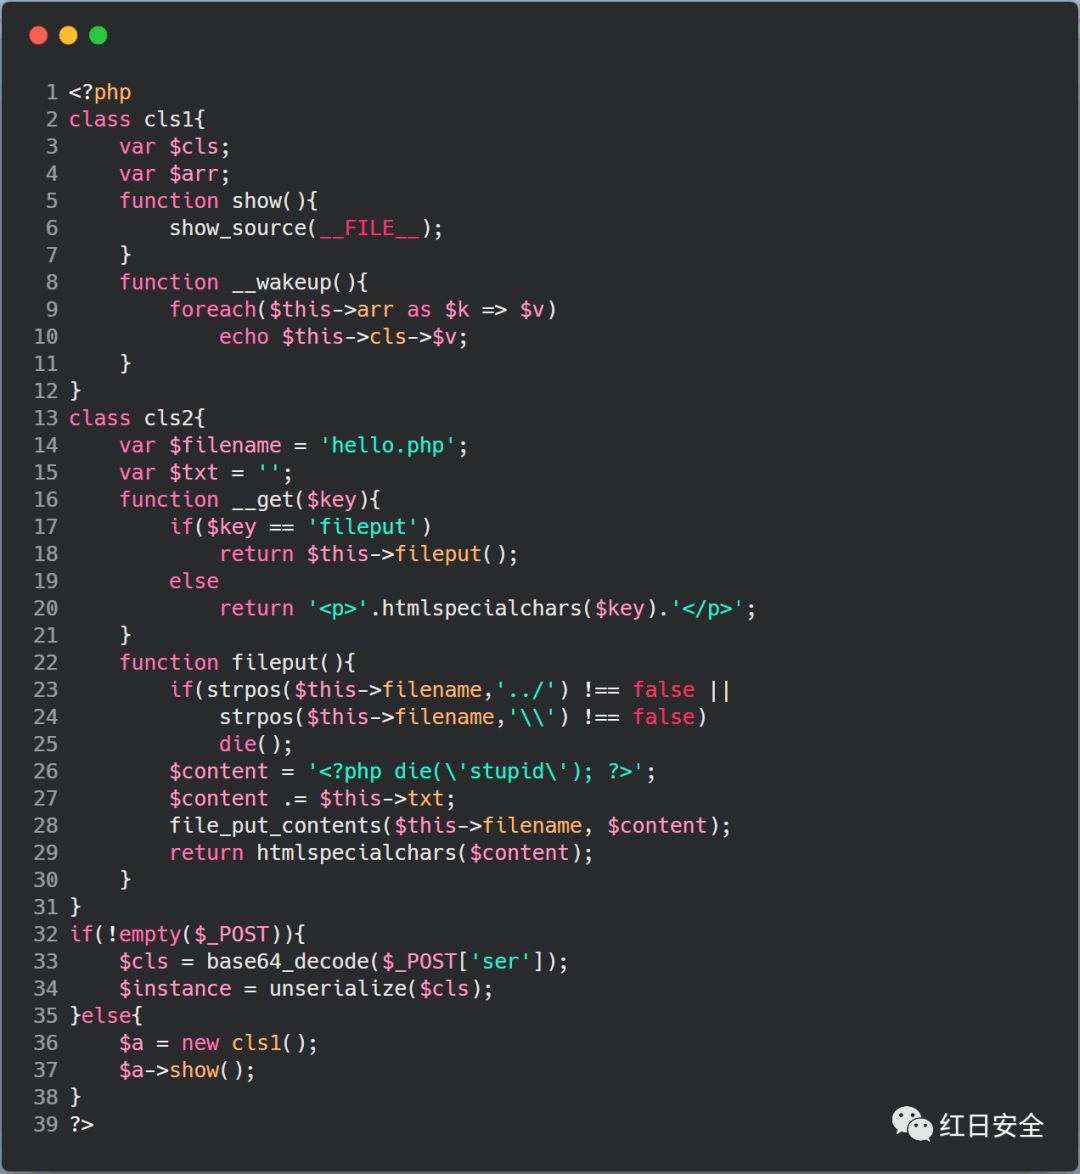 1 <?php
2 class cls1{
3     var $cls;
4     var $arr;
5     function show(){
6         show_source(__FILE__);
7     }
8     function __wakeup(){
9         foreach($this->arr as $k => $v)
10             echo $this->cls->$v;
11     }
12 }
13 class cls2{
14     var $filename = 'hello.php';
15     var $txt = '';
16     function __get($key){
17         if($key == 'fileput')
18             return $this->fileput();
19         else
20             return '<p>'.htmlspecialchars($key).'</p>';
21     }
22     function fileput(){
23         if(strpos($this->filename,'../') !== false ||
24             strpos($this->filename,'\\') !== false)
25             die();
26         $content = '<?php die(\'stupid\'); ?>';
27         $content .= $this->txt;
28         file_put_contents($this->filename, $content);
29         return htmlspecialchars($content);
30     }
31 }
32 if(!empty($_POST)){
33     $cls = base64_decode($_POST['ser']);
34     $instance = unserialize($cls);
35 }else{
36     $a = new cls1();
37     $a->show();
38 }
39 ?>
红日安全